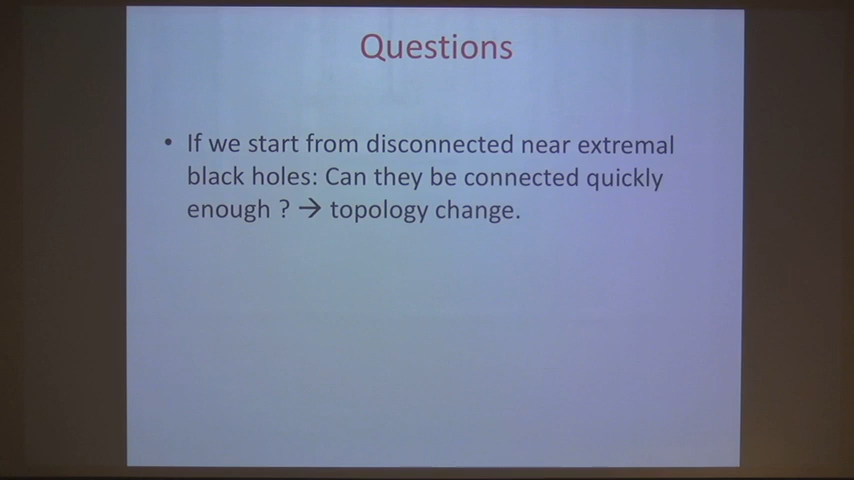 Questions
• If we start from disconnected near extremal
black holes: Can they be connected quickly
enough ? → topology change.